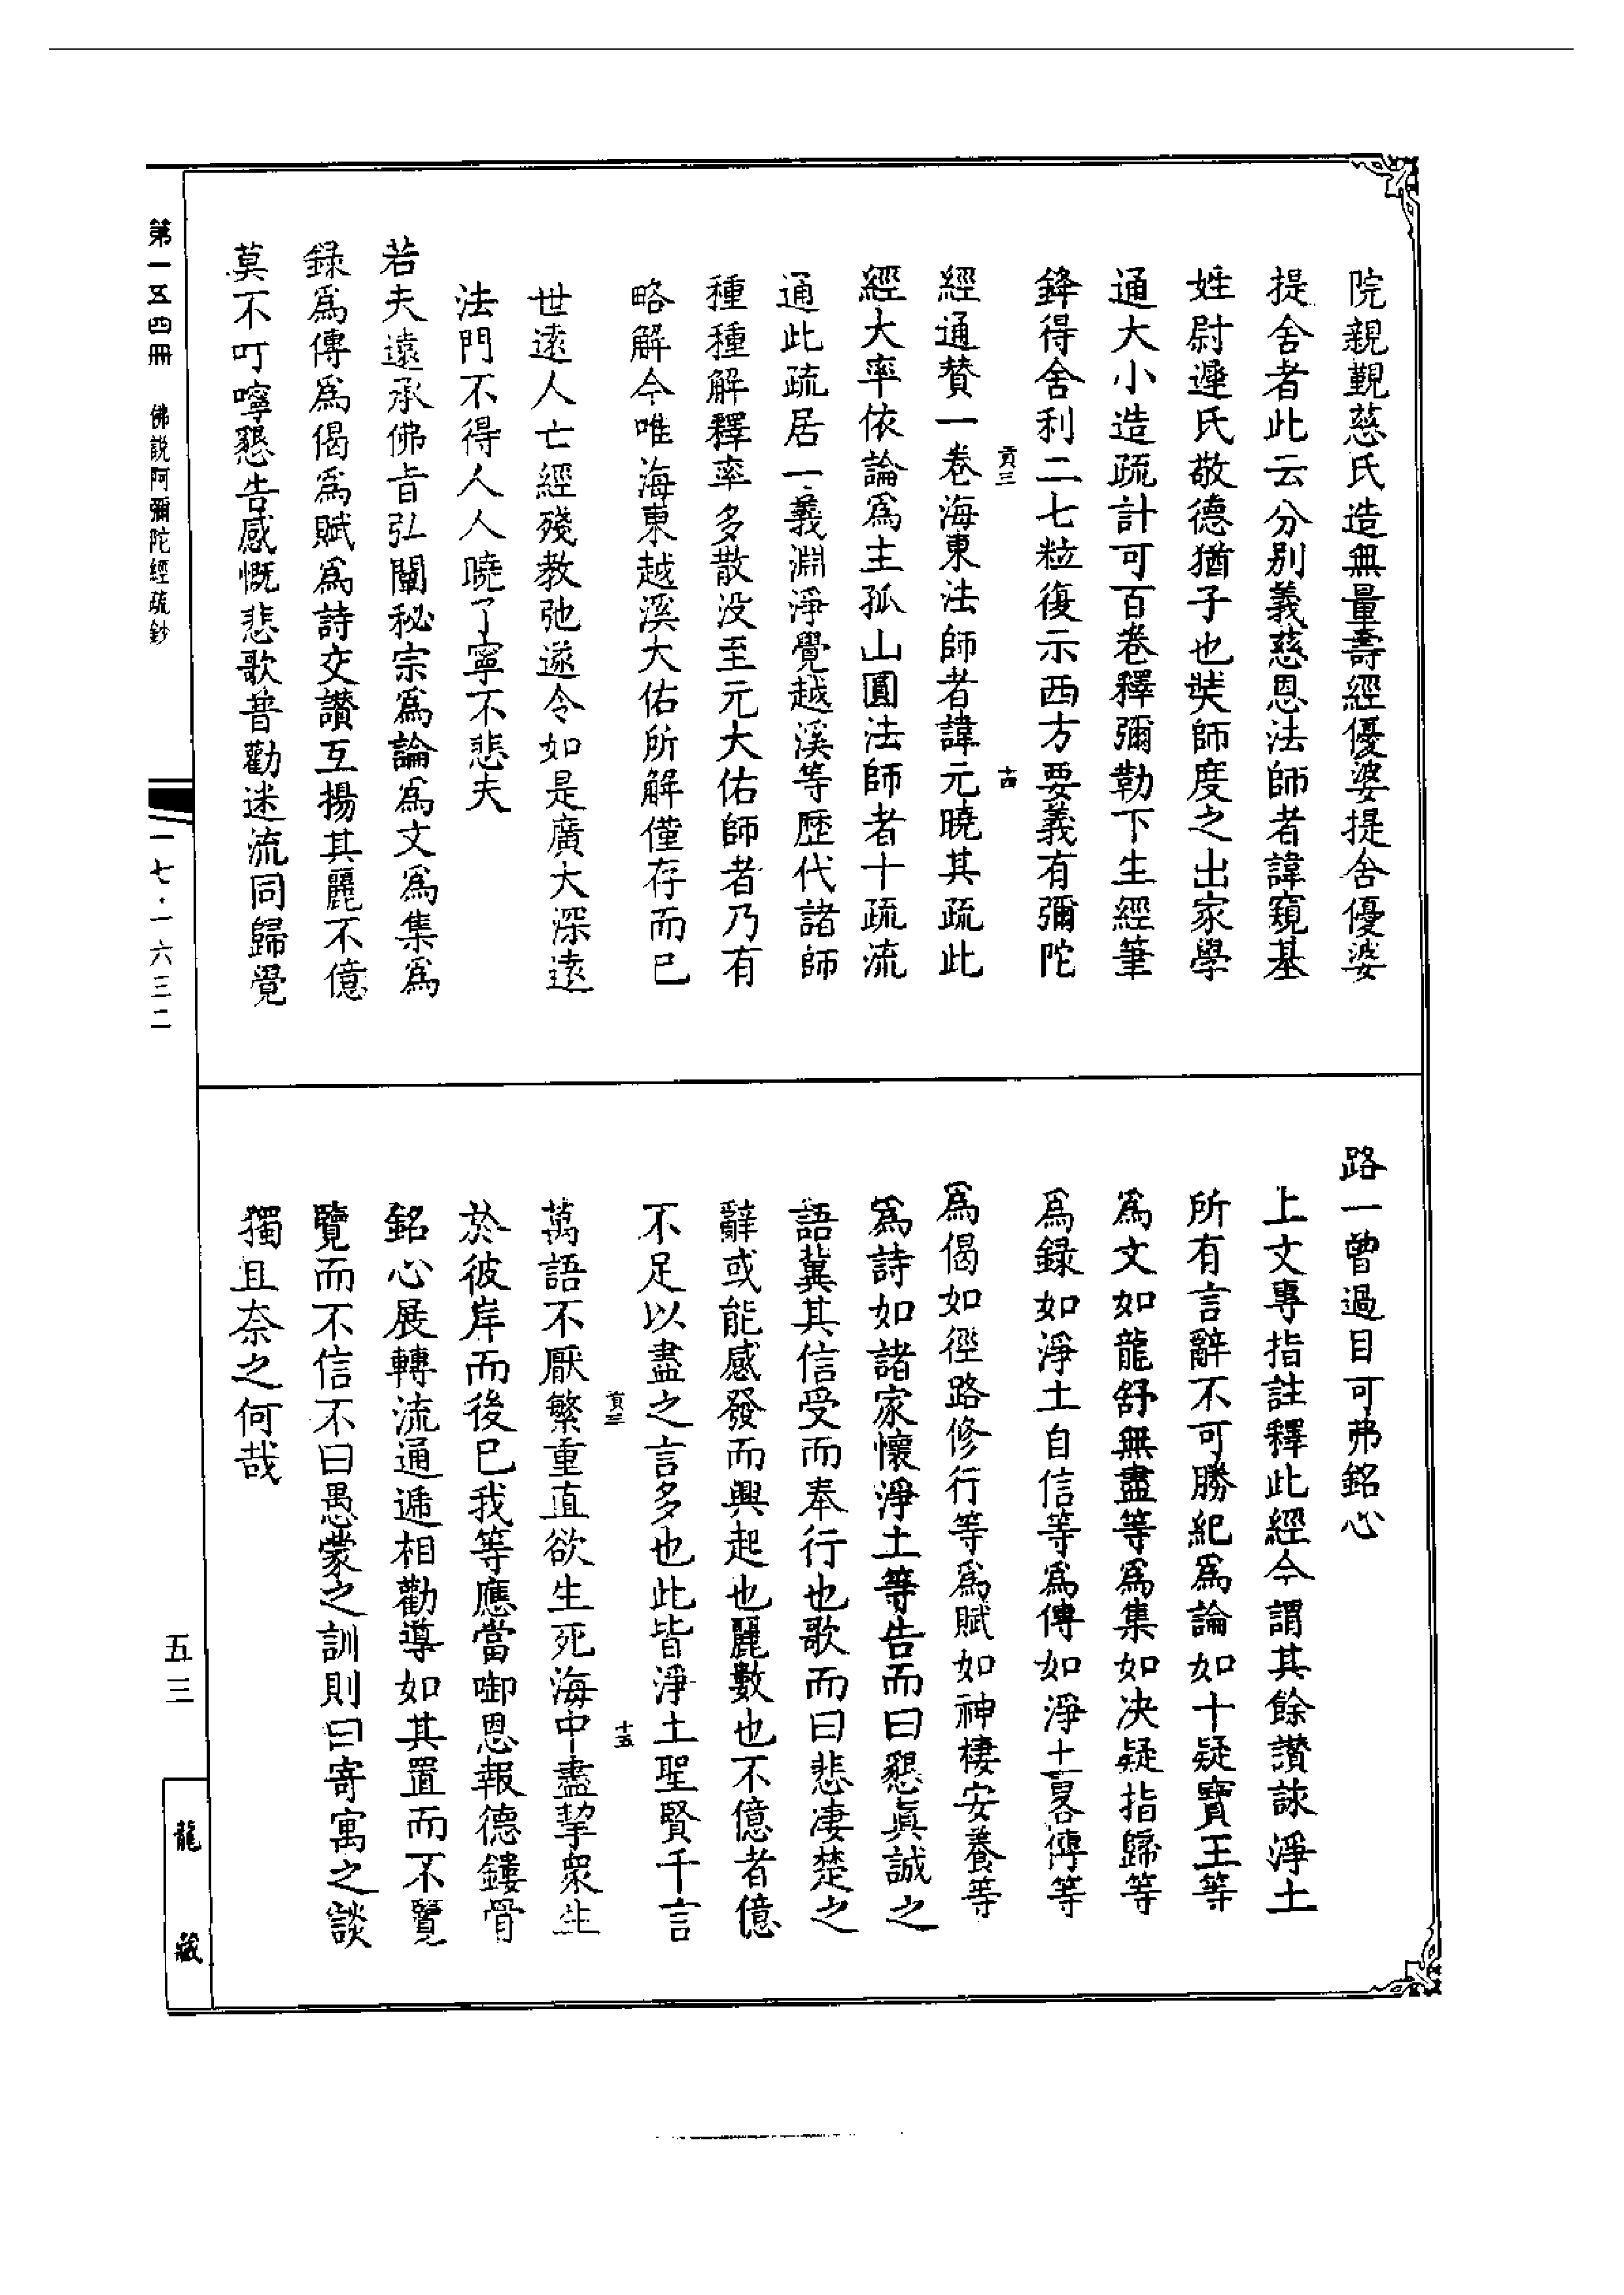 院親覲慈氏造無量壽經優婆提舍優婆
提舍者此云分別義慈恩法師者諱窺基
姓尉遲氏敬德猶子也奘師度之出家學
通大小造疏計可百卷釋彌勒下生經筆
鋒得舍利二七粒復示西方要義有彌陀
貢三
十四
經通贊一卷海東法師者諱元曉其疏此
經大率依論爲主孤山圓法師者十疏流
通此疏居一義淵淨覺越溪等歷代諸師
種種解釋率多散没至元大佑師者乃有
略解今唯海東越溪大佑所解僅存而已
世遠人亡經殘教弛遂令如是廣大深遠
法門不得人人曉了寧不悲夫
若夫遠承佛旨弘闡秘宗爲論爲文爲集爲
録爲傳爲偈爲賦爲詩交讚互揚其麗不億
莫不叮嚀懇告感慨悲歌普勸迷流同歸覺
路一曾過目可弗銘心
上文專指註釋此經今謂其餘讚詠淨土
所有言辭不可勝紀爲論如十疑寶王等
爲文如龍舒無盡等爲集如决疑指歸等
爲録如淨土自信等爲傳如淨土畧傳等
爲偈如徑路修行等爲賦如神棲安養等
爲詩如諸家懷淨土等告而曰懇眞誠之
語冀其信受而奉行也歌而曰悲凄楚之
辭或能感發而興起也麗數也不億者億
不足以盡之言多也此皆淨土聖賢千言
貢三
十五
萬語不厭繁重直欲生死海中盡挈衆生
於彼岸而後已我等應當啣恩報德鏤骨
銘心展轉流通遞相勸導如其置而不覽
覽而不信不曰愚蒙之訓則曰寄寓之談
獨且奈之何哉
第一五四冊 佛説阿彌陀經疏鈔
一七·一六三二
五三
龍藏